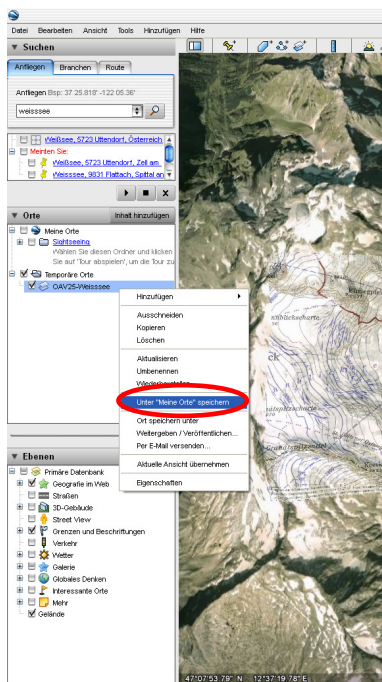 Datei Bearbeiten Ansicht Tools Hinzufügen Hilfe
Suchen
Anfliegen Branchen Route
Anfliegen Bsp: 37 25.818' -122 05.36'
weisssee
Weißsee, 5723 Uttendorf, Österreich
Meinten Sie:
Weißsee, 5723 Uttendorf, Zell am
Weisssee, 9831 Flattach, Spittal an
Orte
Inhalt hinzufügen
Meine Orte
Sightseeing
Wählen Sie diesen Ordner und klicken
Sie auf 'Tour abspielen', um die Tour zu
Temporäre Orte
OAV25-Weisssee
Hinzufügen
Ausschneiden
Kopieren
Löschen
Aktualisieren
Umbenennen
Wiederherstellen
Unter "Meine Orte" speichern
Ort speichern unter
Weitergeben / Veröffentlichen...
Per E-Mail versenden...
Aktuelle Ansicht übernehmen
Eigenschaften
Ebenen
Primäre Datenbank
Geografie im Web
Straßen
3D-Gebäude
Street View
Grenzen und Beschriftungen
Verkehr
Wetter
Galerie
Globales Denken
Interessante Orte
Mehr
Gelände
ck
47°07'53.79" N 12°37'19.78" E